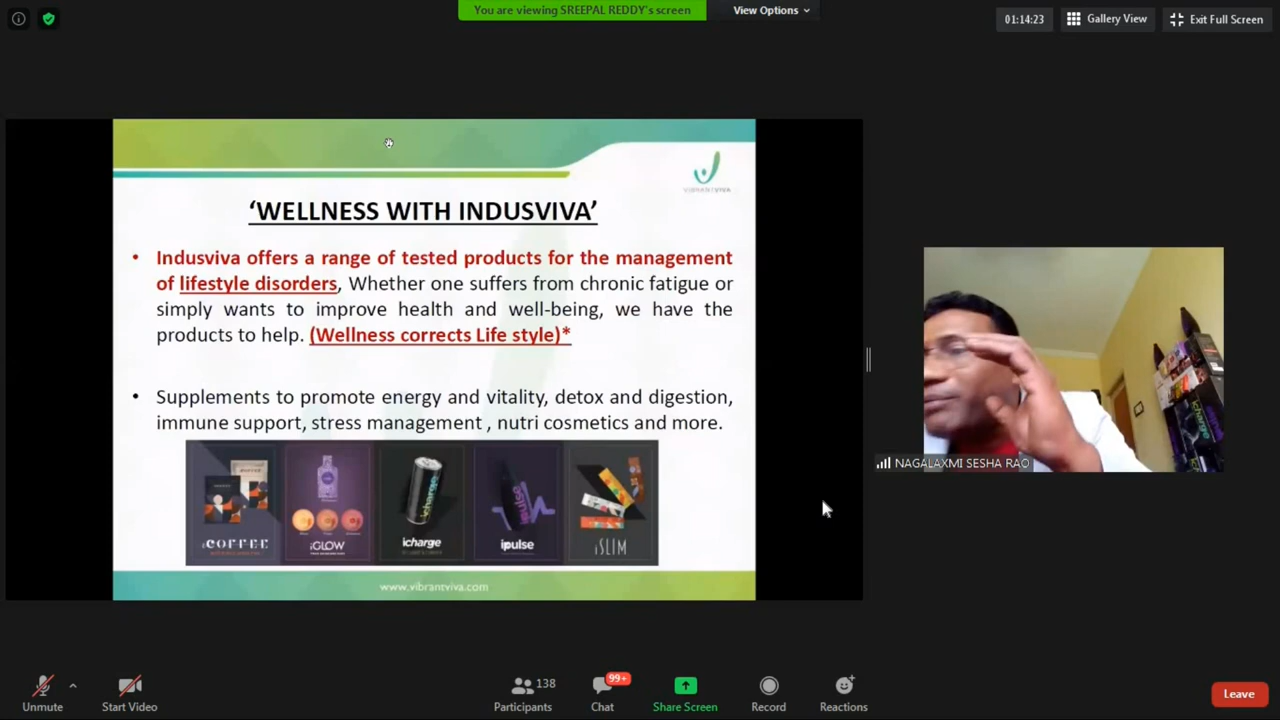 You are viewing SREEPAL REDDY's screen
View Options
01:14:23
Gallery View
Exit Full Screen
VIBRANTVIVA
‘WELLNESS WITH INDUSVIVA’
• Indusviva offers a range of tested products for the management
of lifestyle disorders, Whether one suffers from chronic fatigue or
simply wants to improve health and well-being, we have the
products to help. (Wellness corrects Life style)*
• Supplements to promote energy and vitality, detox and digestion,
immune support, stress management , nutri cosmetics and more.
iCOFFEE
iGLOW
icharge
ipulse
iSLIM
www.vibrantviva.com
NAGALAXMI SESHA RAO
Unmute
Start Video
138
Participants
99+
Chat
Share Screen
Record
Reactions
Leave